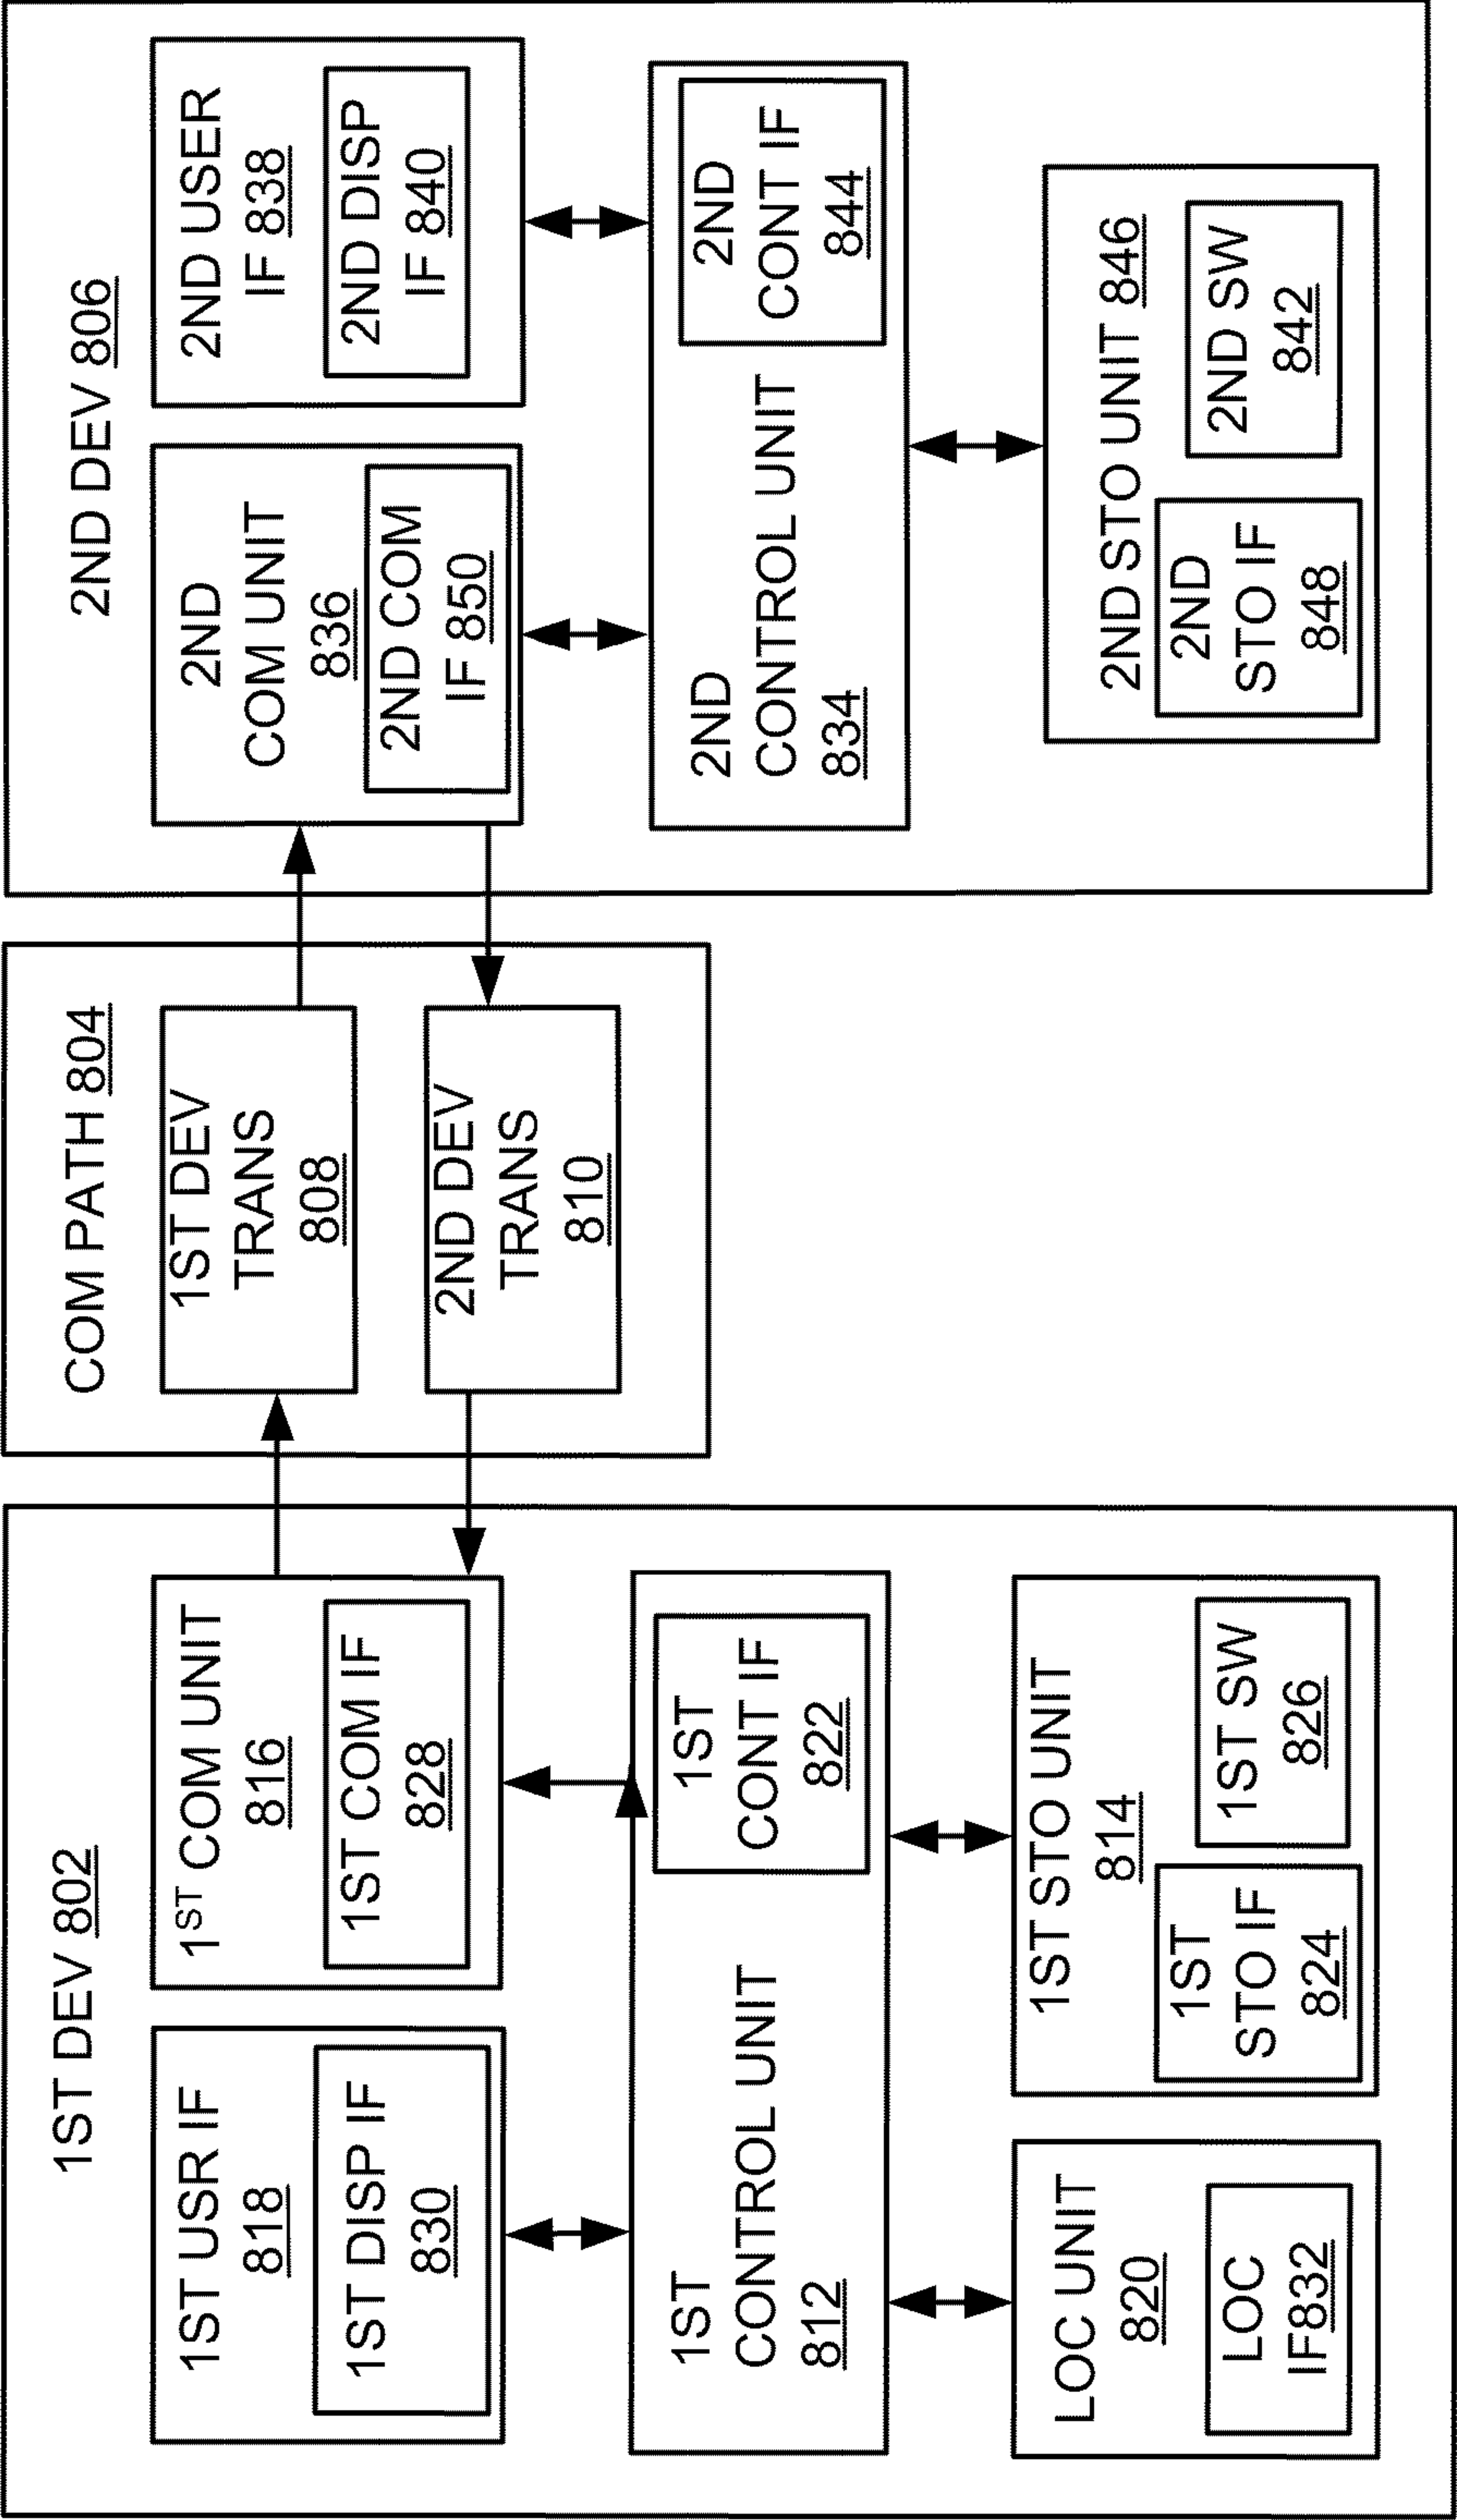 1ST DEV 802
1ST USR IF
818
1ST DISP IF
830
1ST COM UNIT
816
1ST COM IF
828
1ST
CONTROL UNIT
812
1ST
CONT IF
822
LOC UNIT
820
LOC
IF832
1ST STO UNIT
814
1ST
STO IF
824
1ST SW
826
COM PATH 804
1ST DEV
TRANS
808
2ND DEV
TRANS
810
2ND DEV 806
2ND
COM UNIT
836
2ND COM
IF 850
2ND USER
IF 838
2ND DISP
IF 840
2ND
CONTROL UNIT
834
2ND
CONT IF
844
2ND STO UNIT 846
2ND
STO IF
848
2ND SW
842